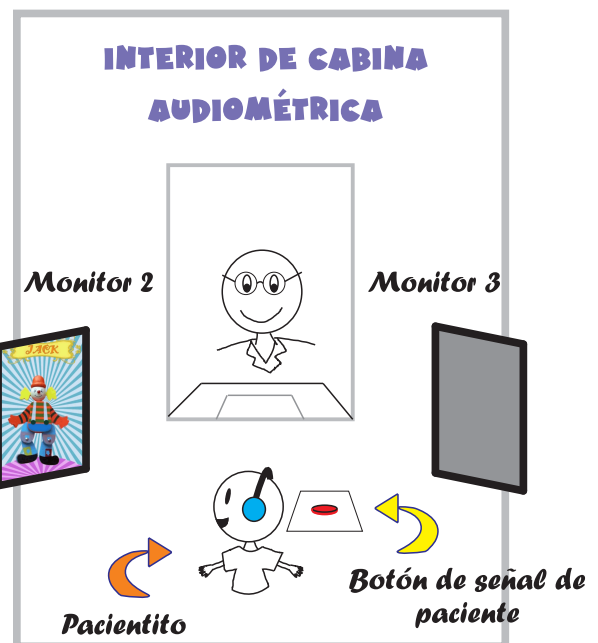 INTERIOR DE CABINA
AUDIOMÉTRICA
Monitor 2
Monitor 3
JACK
Botón de señal de
paciente
Pacientito